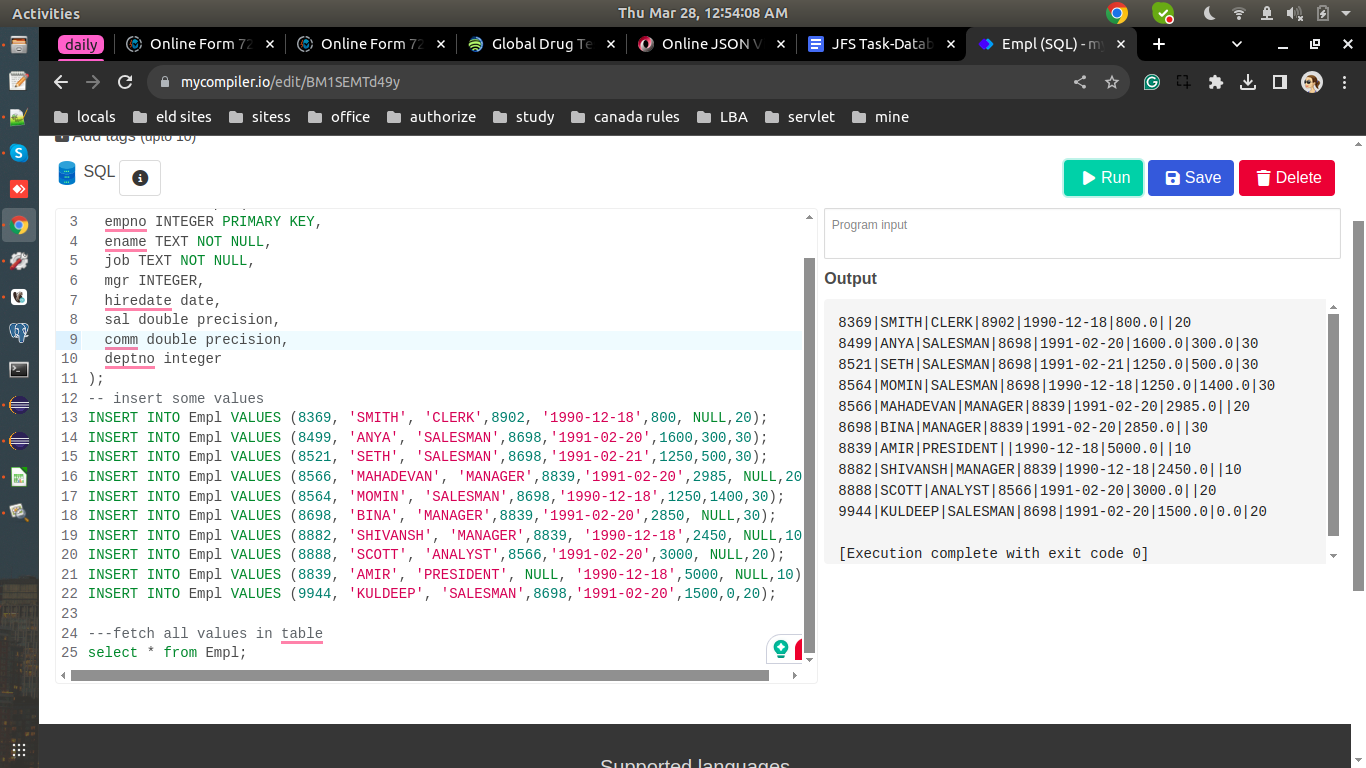 Activities
Thu Mar 28, 12:54:08 AM
daily
Online Form 72
Online Form 72
Global Drug Te
Online JSON V
JFS Task-Datab
Empl (SQL) - my
mycompiler.io/edit/BM1SEMTd49y
locals
eld sites
sitess
office
authorize
study
canada rules
LBA
servlet
mine
Add tags (upto 10)
SQL
Run
Save
Delete
3 empno INTEGER PRIMARY KEY,
4 ename TEXT NOT NULL,
5 job TEXT NOT NULL,
6 mgr INTEGER,
7 hiredate date,
8 sal double precision,
9 comm double precision,
10 deptno integer
11 );
12 -- insert some values
13 INSERT INTO Empl VALUES (8369, 'SMITH', 'CLERK',8902, '1990-12-18',800, NULL,20);
14 INSERT INTO Empl VALUES (8499, 'ANYA', 'SALESMAN',8698,'1991-02-20',1600,300,30);
15 INSERT INTO Empl VALUES (8521, 'SETH', 'SALESMAN',8698,'1991-02-21',1250,500,30);
16 INSERT INTO Empl VALUES (8566, 'MAHADEVAN', 'MANAGER',8839,'1991-02-20',2985, NULL,20
17 INSERT INTO Empl VALUES (8564, 'MOMIN', 'SALESMAN',8698,'1990-12-18',1250,1400,30);
18 INSERT INTO Empl VALUES (8698, 'BINA', 'MANAGER',8839,'1991-02-20',2850, NULL,30);
19 INSERT INTO Empl VALUES (8882, 'SHIVANSH', 'MANAGER',8839, '1990-12-18',2450, NULL,10
20 INSERT INTO Empl VALUES (8888, 'SCOTT', 'ANALYST',8566,'1991-02-20',3000, NULL,20);
21 INSERT INTO Empl VALUES (8839, 'AMIR', 'PRESIDENT', NULL, '1990-12-18',5000, NULL,10)
22 INSERT INTO Empl VALUES (9944, 'KULDEEP', 'SALESMAN',8698,'1991-02-20',1500,0,20);
23
24 ---fetch all values in table
25 select * from Empl;
Program input
Output
8369|SMITH|CLERK|8902|1990-12-18|800.0||20
8499|ANYA|SALESMAN|8698|1991-02-20|1600.0|300.0|30
8521|SETH|SALESMAN|8698|1991-02-21|1250.0|500.0|30
8564|MOMIN|SALESMAN|8698|1990-12-18|1250.0|1400.0|30
8566|MAHADEVAN|MANAGER|8839|1991-02-20|2985.0||20
8698|BINA|MANAGER|8839|1991-02-20|2850.0||30
8839|AMIR|PRESIDENT||1990-12-18|5000.0||10
8882|SHIVANSH|MANAGER|8839|1990-12-18|2450.0||10
8888|SCOTT|ANALYST|8566|1991-02-20|3000.0||20
9944|KULDEEP|SALESMAN|8698|1991-02-20|1500.0|0.0|20
[Execution complete with exit code 0]
Supported languages